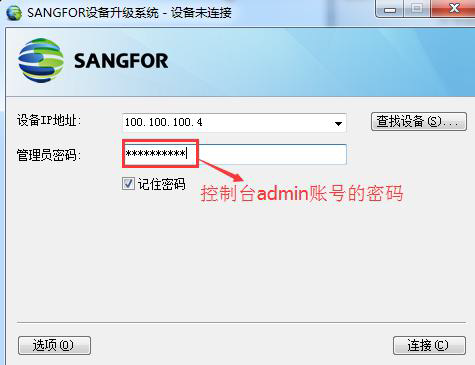 SANGFOR设备升级系统 - 设备未连接
SANGFOR
设备IP地址: 100.100.100.4 查找设备(S)...
管理员密码: **********
记住密码
控制台admin账号的密码
选项(O) 连接(C)